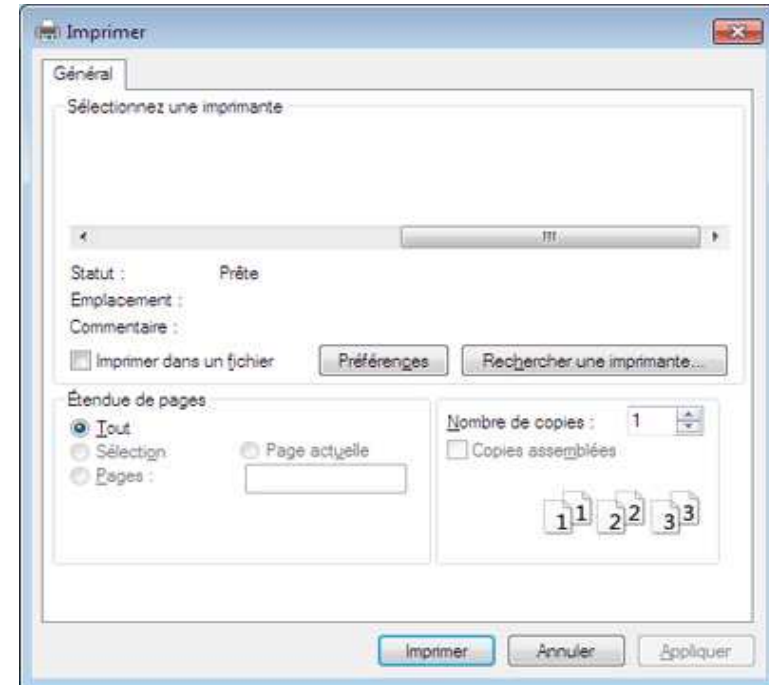 Imprimer
Général
Sélectionnez une imprimante
Statut : Prête
Emplacement :
Commentaire :
Imprimer dans un fichier Préférences Rechercher une imprimante...
Étendue de pages
Tout
Sélection Page actuelle
Pages :
Nombre de copies : 1
Copies assemblées
1 1 2 2 3 3
Imprimer Annuler Appliquer